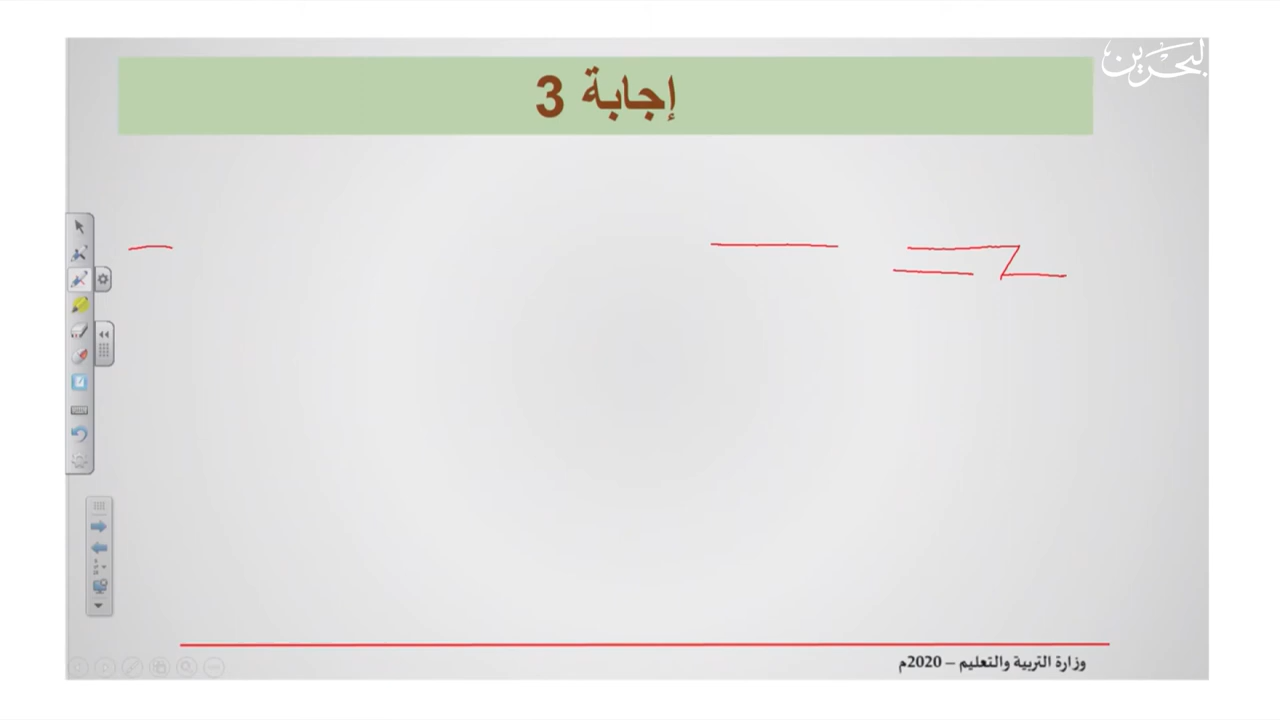 البحرين
إجابة 3
وزارة التربية والتعليم – 2020م